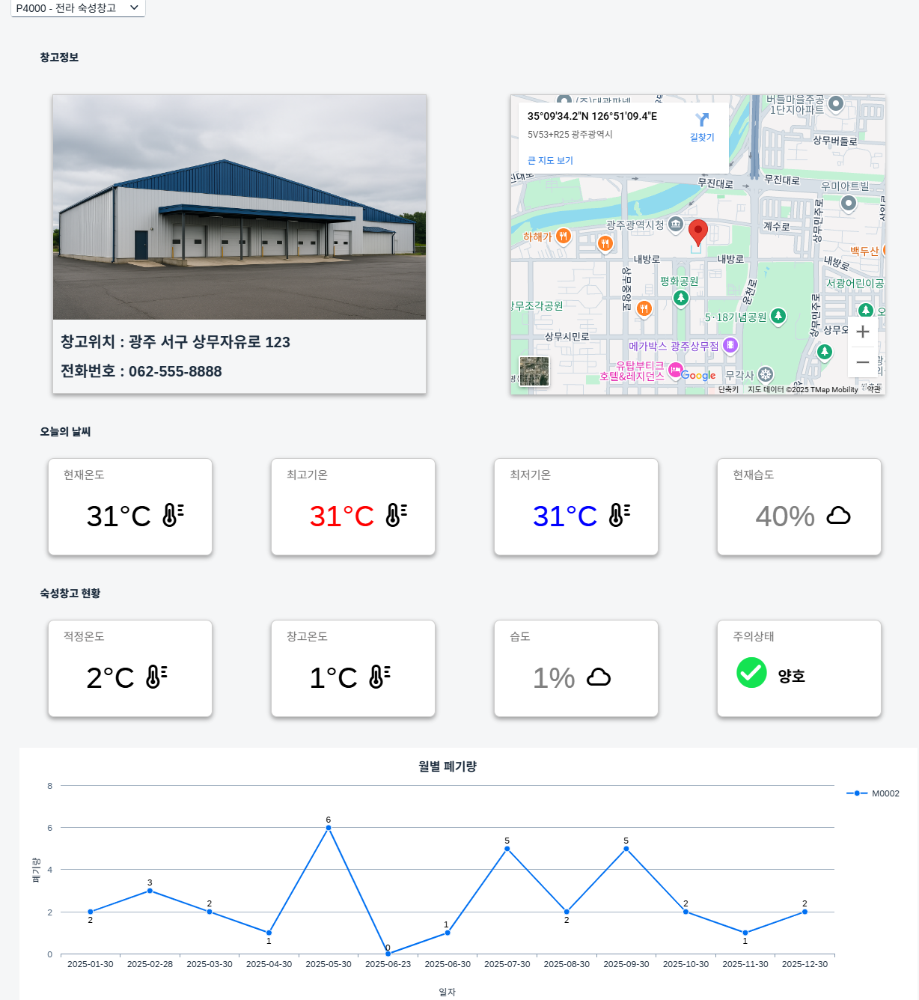 P4000 - 전라 숙성창고
창고정보
창고위치 : 광주 서구 상무자유로 123
전화번호 : 062-555-8888
(주)대광판넬
버들마을주공
1단지아파트
35°09'34.2"N 126°51'09.4"E
5V53+R25 광주광역시
길찾기
큰 지도 보기
상무버들로
무진대로
무진대로
우미아트빌
광주광역시청
계수로
상무민주로
하해가
백두산
내방로
내방로
내방로
상무중앙로
평화공원
운천로
서광어린이공
상무조각공원
5·18기념공원
상무민주로
상무시민로
상무오
메가박스 광주상무점
유탑부티크
호텔&레지던스
Google
무각사
단축키
지도 데이터 ©2025 TMap Mobility
약관
오늘의 날씨
현재온도
31°C
최고기온
31°C
최저기온
31°C
현재습도
40%
숙성창고 현황
적정온도
2°C
창고온도
1°C
습도
1%
주의상태
양호
월별 폐기량
M0002
폐기량
8
6
4
2
0
2
3
2
1
6
0
1
5
2
5
2
1
2
2025-01-30
2025-02-28
2025-03-30
2025-04-30
2025-05-30
2025-06-23
2025-06-30
2025-07-30
2025-08-30
2025-09-30
2025-10-30
2025-11-30
2025-12-30
일자